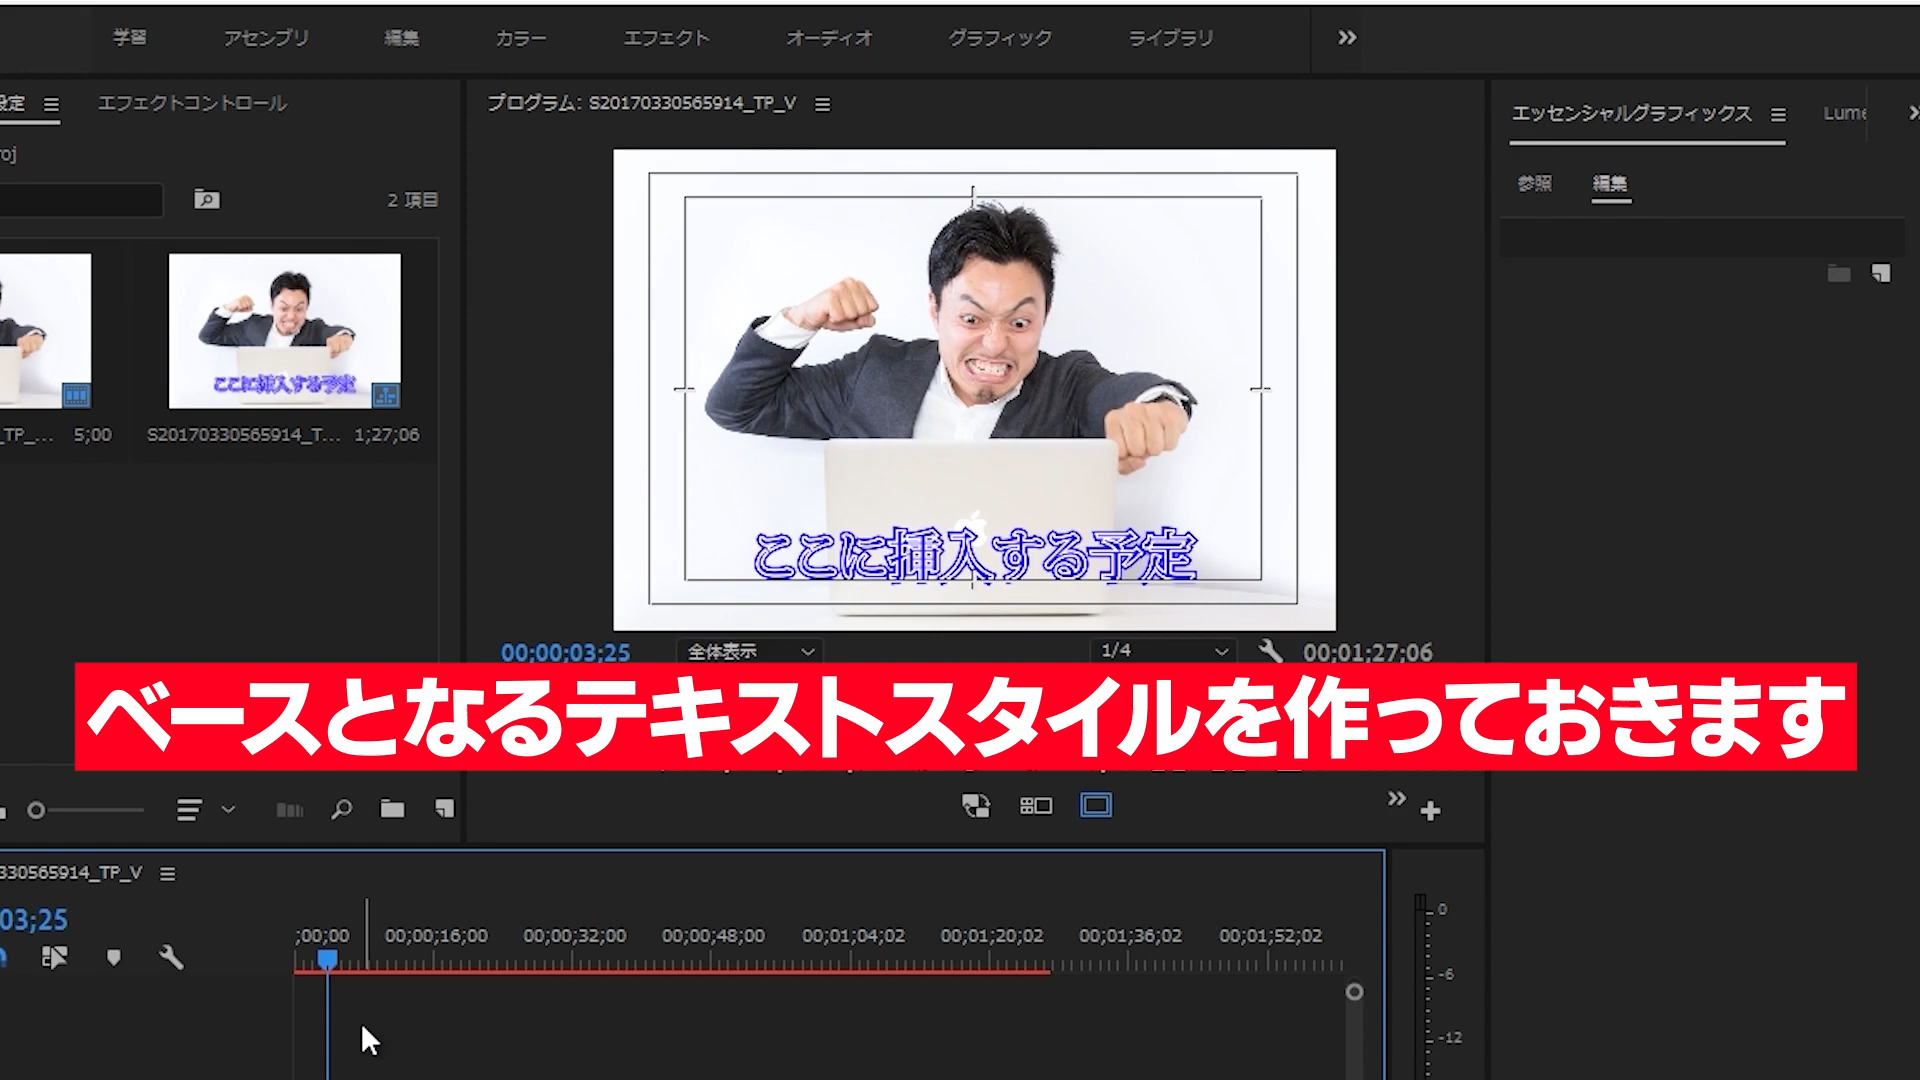 学習 アセンブリ 編集 カラー エフェクト オーディオ グラフィック ライブラリ
設定 エフェクトコントロール
プログラム: S20170330565914_TP_V
エッセンシャルグラフィックス Lume
roj
参照 編集
2 項目
ここに挿入する予定
_TP_... 5;00 S20170330565914_T... 1;27;06
ここに挿入する予定
00;00;03;25 全体表示 1/4 00;01;27;06
ベースとなるテキストスタイルを作っておきます
330565914_TP_V
03;25
;00;00 00;00;16;00 00;00;32;00 00;00;48;00 00;01;04;02 00;01;20;02 00;01;36;02 00;01;52;02
0
-6
-12